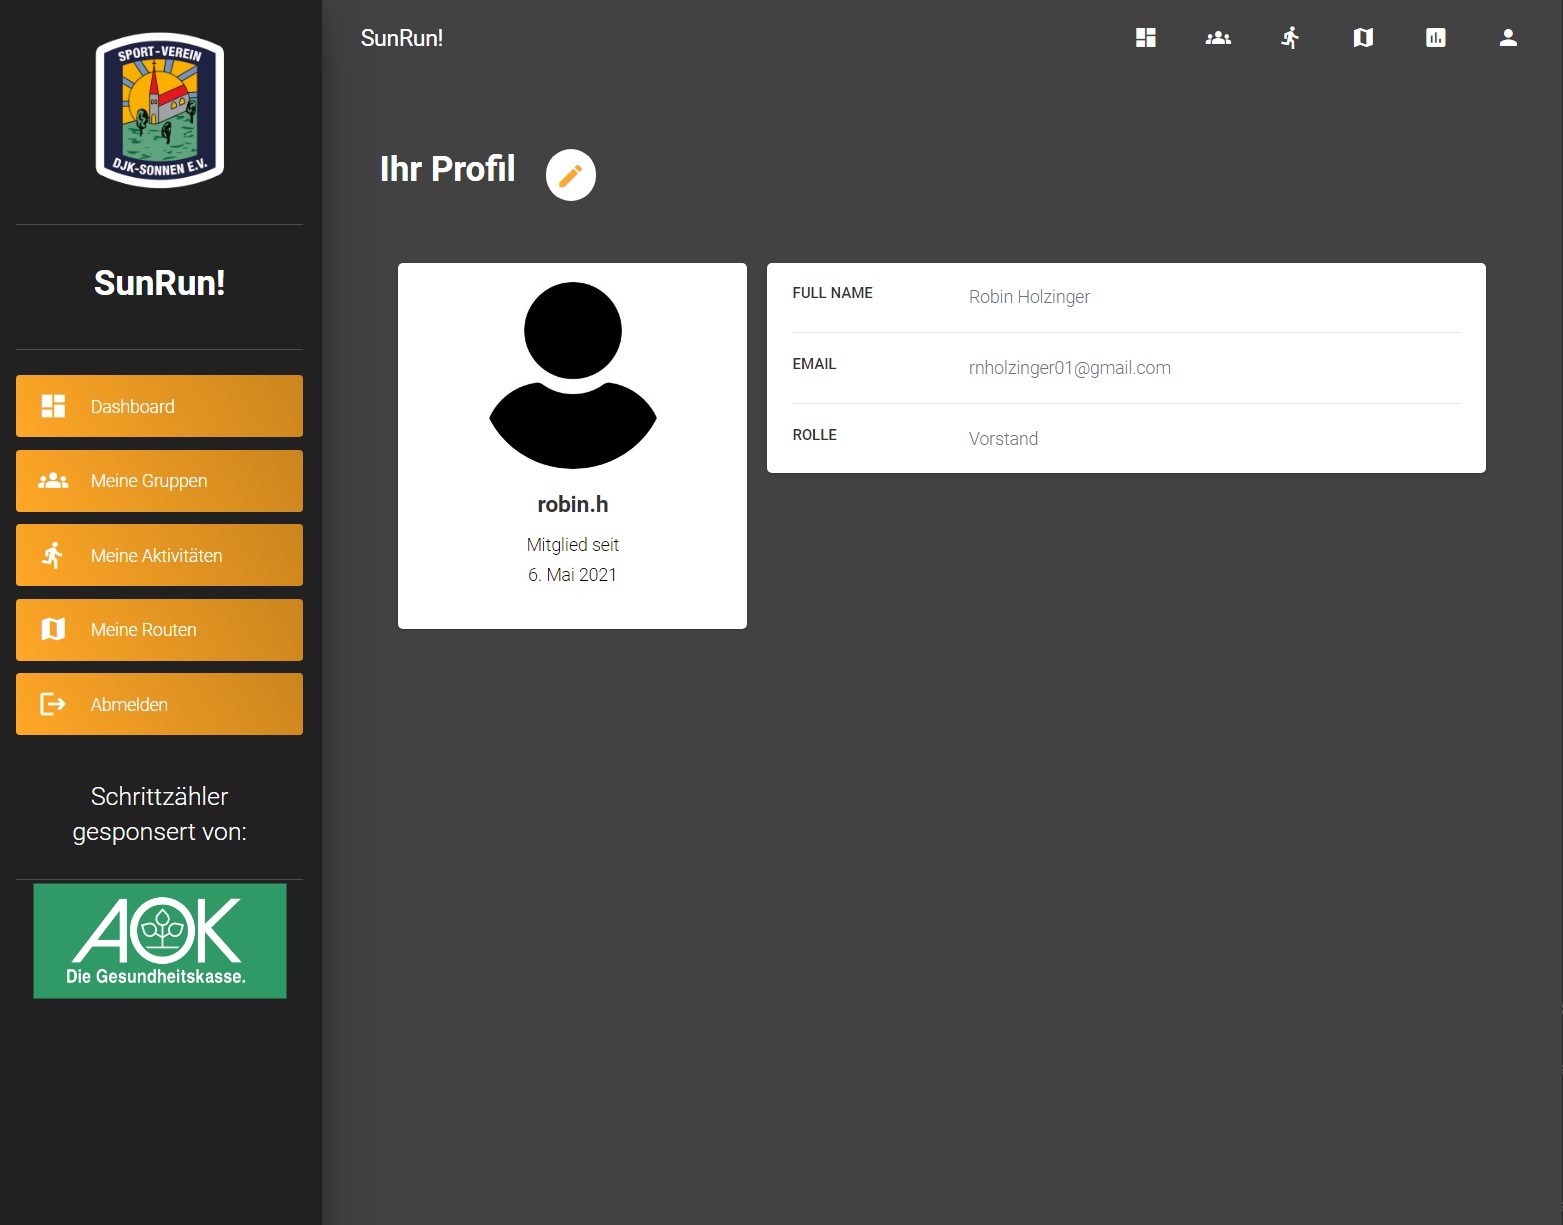 SPORT-VEREIN
DJK-SONNEN E.V.
SunRun!
Dashboard
Meine Gruppen
Meine Aktivitäten
Meine Routen
Abmelden
Schrittzähler
gesponsert von:
AOK
Die Gesundheitskasse.
SunRun!
Ihr Profil
robin.h
Mitglied seit
6. Mai 2021
FULL NAME Robin Holzinger
EMAIL rnholzinger01@gmail.com
ROLLE Vorstand